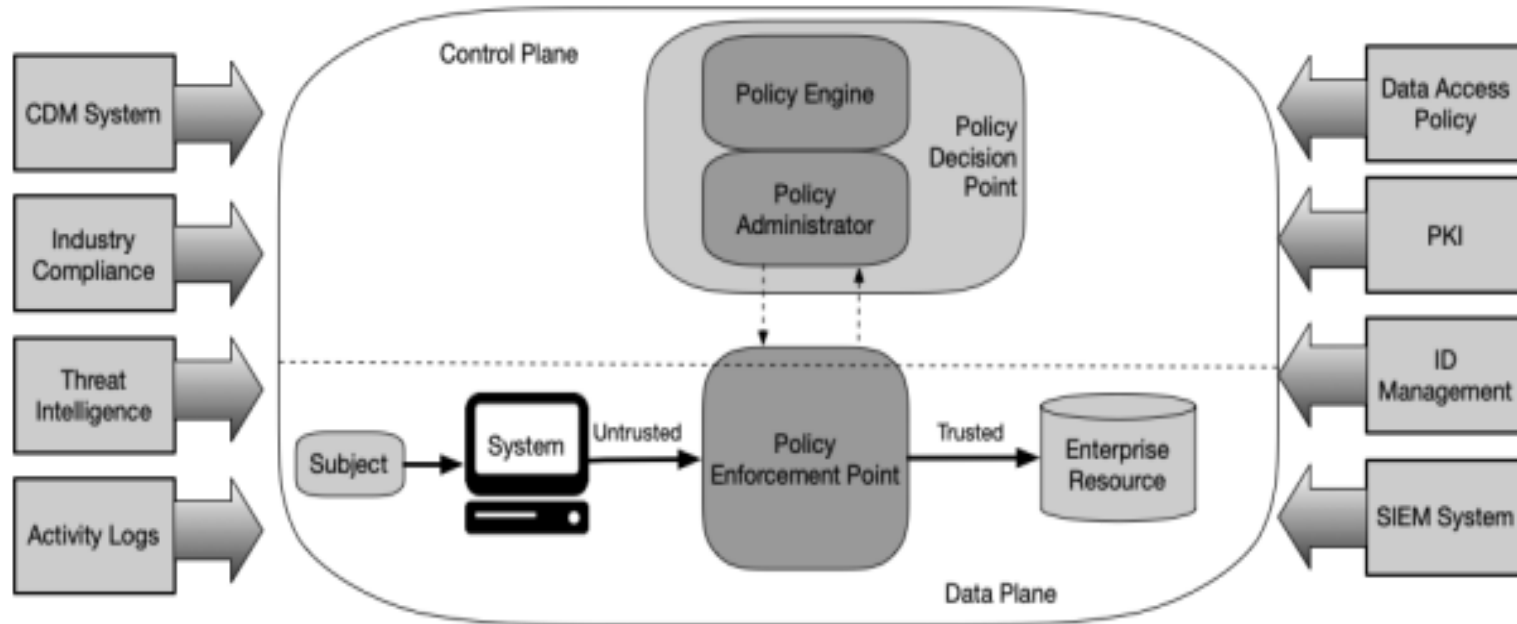 Control Plane
CDM System
Industry
Compliance
Threat
Intelligence
Activity Logs
Policy Engine
Policy
Administrator
Policy
Decision
Point
Subject
System
Untrusted
Policy
Enforcement Point
Trusted
Enterprise
Resource
Data Plane
Data Access
Policy
PKI
ID
Management
SIEM System